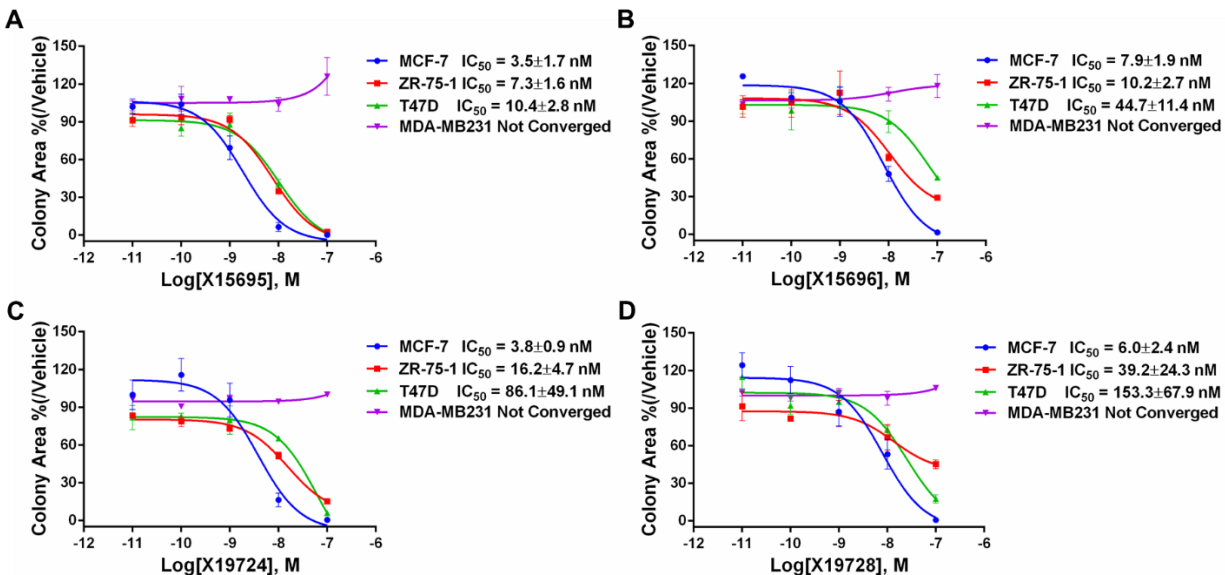 A
Colony Area %(/Vehicle)
150
120
90
60
30
0
-12 -11 -10 -9 -8 -7 -6
Log[X15695], M
MCF-7 IC50 = 3.5±1.7 nM
ZR-75-1 IC50 = 7.3±1.6 nM
T47D IC50 = 10.4±2.8 nM
MDA-MB231 Not Converged
B
Colony Area %(/Vehicle)
150
120
90
60
30
0
-12 -11 -10 -9 -8 -7 -6
Log[X15696], M
MCF-7 IC50 = 7.9±1.9 nM
ZR-75-1 IC50 = 10.2±2.7 nM
T47D IC50 = 44.7±11.4 nM
MDA-MB231 Not Converged
C
Colony Area %(/Vehicle)
150
120
90
60
30
0
-12 -11 -10 -9 -8 -7 -6
Log[X19724], M
MCF-7 IC50 = 3.8±0.9 nM
ZR-75-1 IC50 = 16.2±4.7 nM
T47D IC50 = 86.1±49.1 nM
MDA-MB231 Not Converged
D
Colony Area %(/Vehicle)
150
120
90
60
30
0
-12 -11 -10 -9 -8 -7 -6
Log[X19728], M
MCF-7 IC50 = 6.0±2.4 nM
ZR-75-1 IC50 = 39.2±24.3 nM
T47D IC50 = 153.3±67.9 nM
MDA-MB231 Not Converged